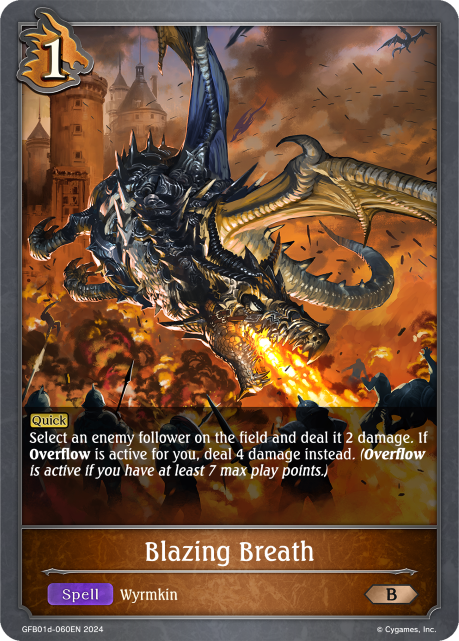 1
Quick
Select an enemy follower on the field and deal it 2 damage. If
Overflow is active for you, deal 4 damage instead. (Overflow
is active if you have at least 7 max play points.)
Blazing Breath
Spell Wyrmkin B
GFB01d-060EN 2024 © Cygames, Inc.